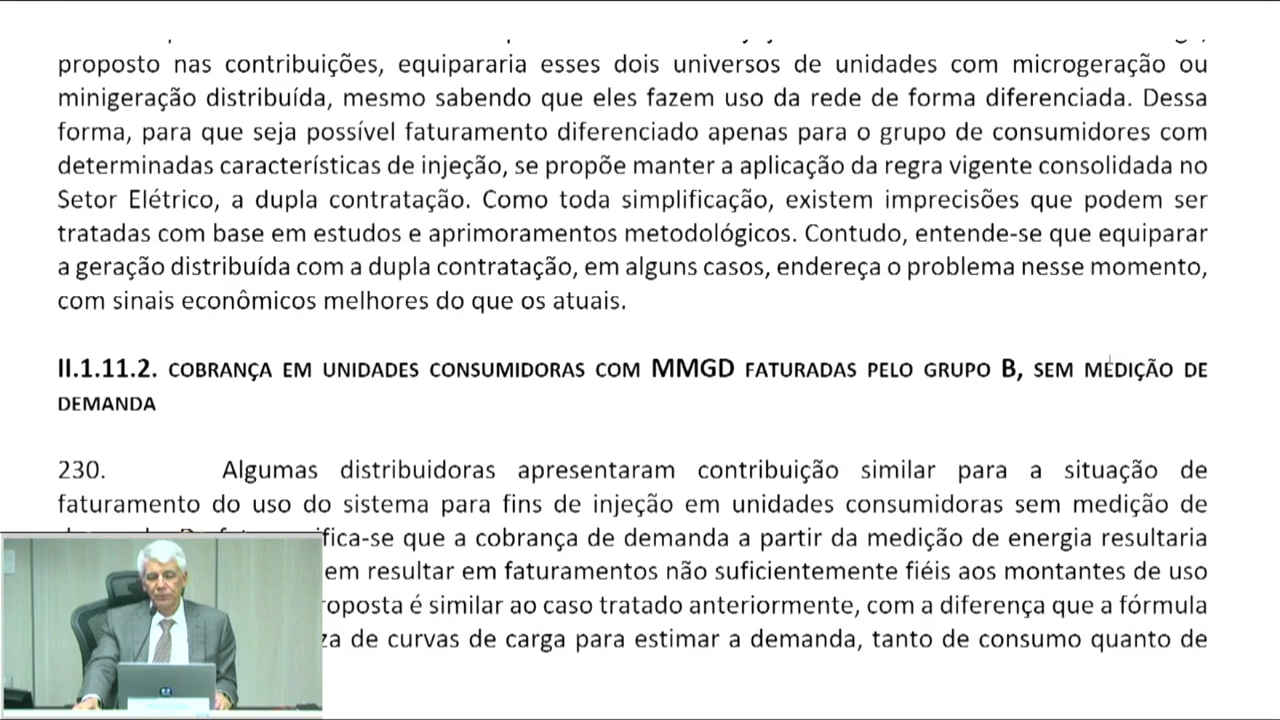 proposto nas contribuições, equipararia esses dois universos de unidades com microgeração ou
minigeração distribuída, mesmo sabendo que eles fazem uso da rede de forma diferenciada. Dessa
forma, para que seja possível faturamento diferenciado apenas para o grupo de consumidores com
determinadas características de injeção, se propõe manter a aplicação da regra vigente consolidada no
Setor Elétrico, a dupla contratação. Como toda simplificação, existem imprecisões que podem ser
tratadas com base em estudos e aprimoramentos metodológicos. Contudo, entende-se que equiparar
a geração distribuída com a dupla contratação, em alguns casos, endereça o problema nesse momento,
com sinais econômicos melhores do que os atuais.
II.1.11.2. COBRANÇA EM UNIDADES CONSUMIDORAS COM MMGD FATURADAS PELO GRUPO B, SEM MEDIÇÃO DE
DEMANDA
230. Algumas distribuidoras apresentaram contribuição similar para a situação de
faturamento do uso do sistema para fins de injeção em unidades consumidoras sem medição de
que a cobrança de demanda a partir da medição de energia resultaria
em resultar em faturamentos não suficientemente fiéis aos montantes de uso
é similar ao caso tratado anteriormente, com a diferença que a fórmula
de curvas de carga para estimar a demanda, tanto de consumo quanto de